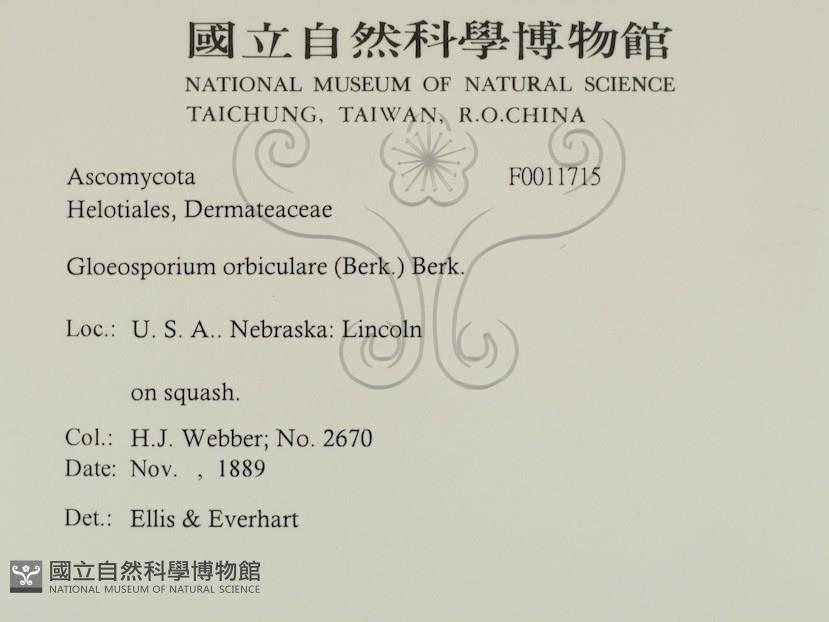 國立自然科學博物館
NATIONAL MUSEUM OF NATURAL SCIENCE
TAICHUNG, TAIWAN, R.O.CHINA
Ascomycota F0011715
Helotiales, Dermateaceae
Gloeosporium orbiculare (Berk.) Berk.
Loc.: U. S. A.. Nebraska: Lincoln
on squash.
Col.: H.J. Webber; No. 2670
Date: Nov. , 1889
Det.: Ellis & Everhart
國立自然科學博物館
NATIONAL MUSEUM OF NATURAL SCIENCE